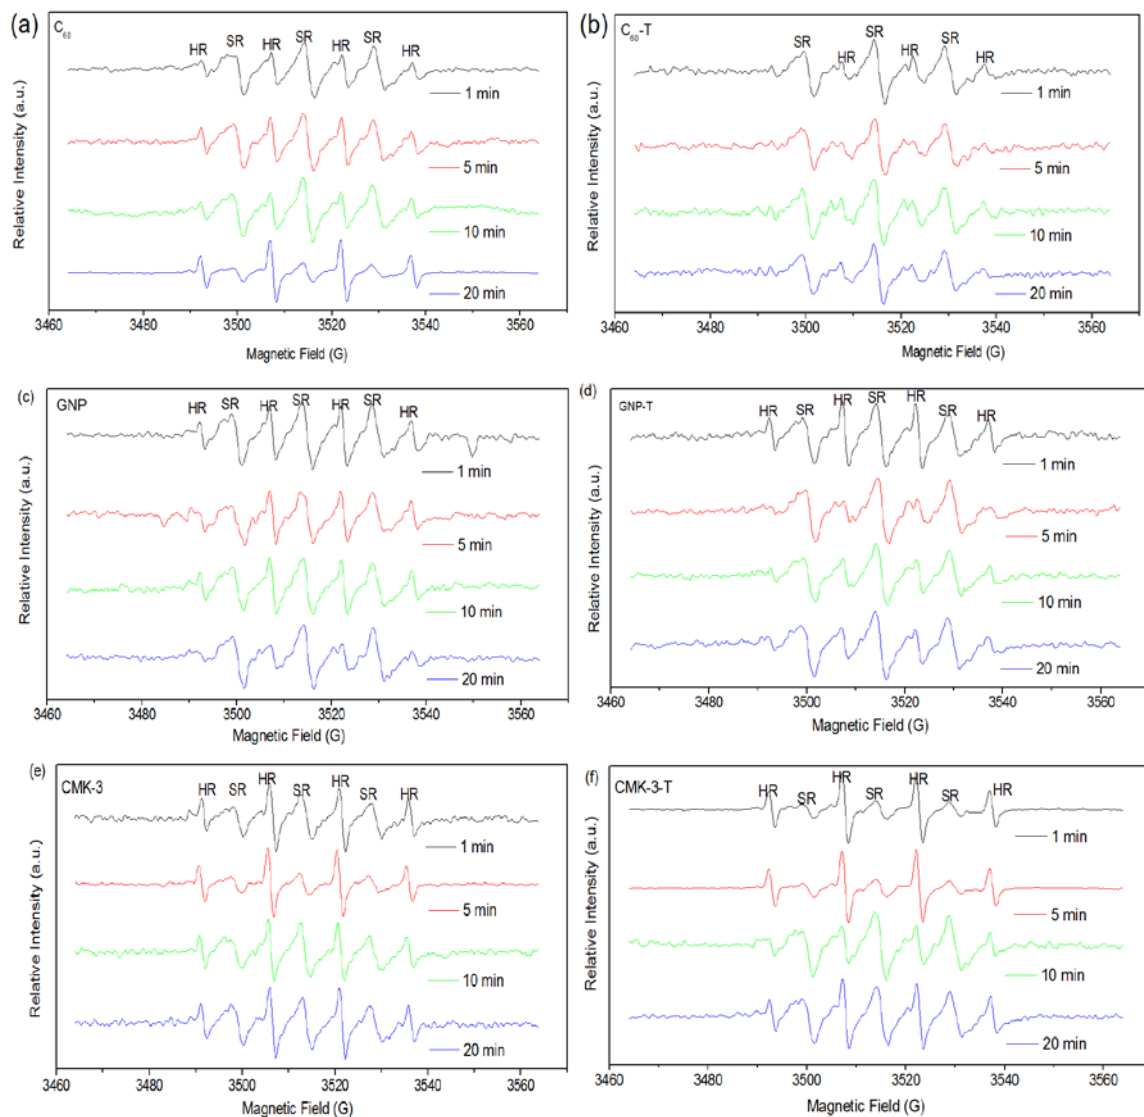 (a)
C60
HR SR HR SR HR SR HR
1 min
5 min
10 min
20 min
Relative Intensity (a.u.)
3460 3480 3500 3520 3540 3560
Magnetic Field (G)
(b)
C60-T
SR HR SR HR SR HR
1 min
5 min
10 min
20 min
Relative Intensity (a.u.)
3460 3480 3500 3520 3540 3560
Magnetic Field (G)
(c)
GNP
HR SR HR SR HR SR HR
1 min
5 min
10 min
20 min
Relative Intensity (a.u.)
3460 3480 3500 3520 3540 3560
Magnetic Field (G)
(d)
GNP-T
HR SR HR SR HR SR HR
1 min
5 min
10 min
20 min
Relative Intensity (a.u.)
3460 3480 3500 3520 3540 3560
Magnetic Field (G)
(e)
CMK-3
HR SR HR SR HR SR HR
1 min
5 min
10 min
20 min
Relative Intensity (a.u.)
3460 3480 3500 3520 3540 3560
Magnetic Field (G)
(f)
CMK-3-T
HR SR HR SR HR SR HR
1 min
5 min
10 min
20 min
Relative Intensity (a.u.)
3460 3480 3500 3520 3540 3560
Magnetic Field (G)